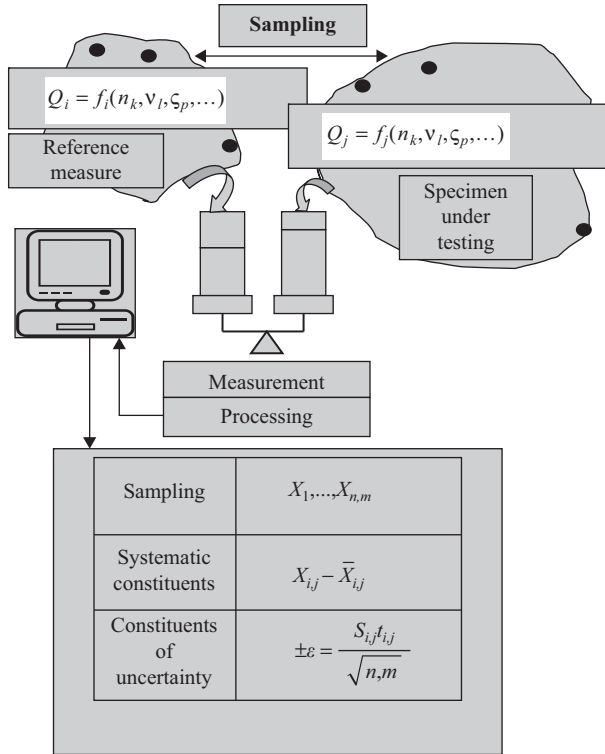 Sampling
Q_i = f_i(n_k, ν_l, ς_p, ...)
Q_j = f_j(n_k, ν_l, ς_p, ...)
Reference
measure
Specimen
under
testing
Measurement
Processing
Sampling
X_1,...,X_{n,m}
Systematic
constituents
X_{i,j} − X̄_{i,j}
Constituents
of
uncertainty
±ε = S_{i,j}t_{i,j} / √n,m